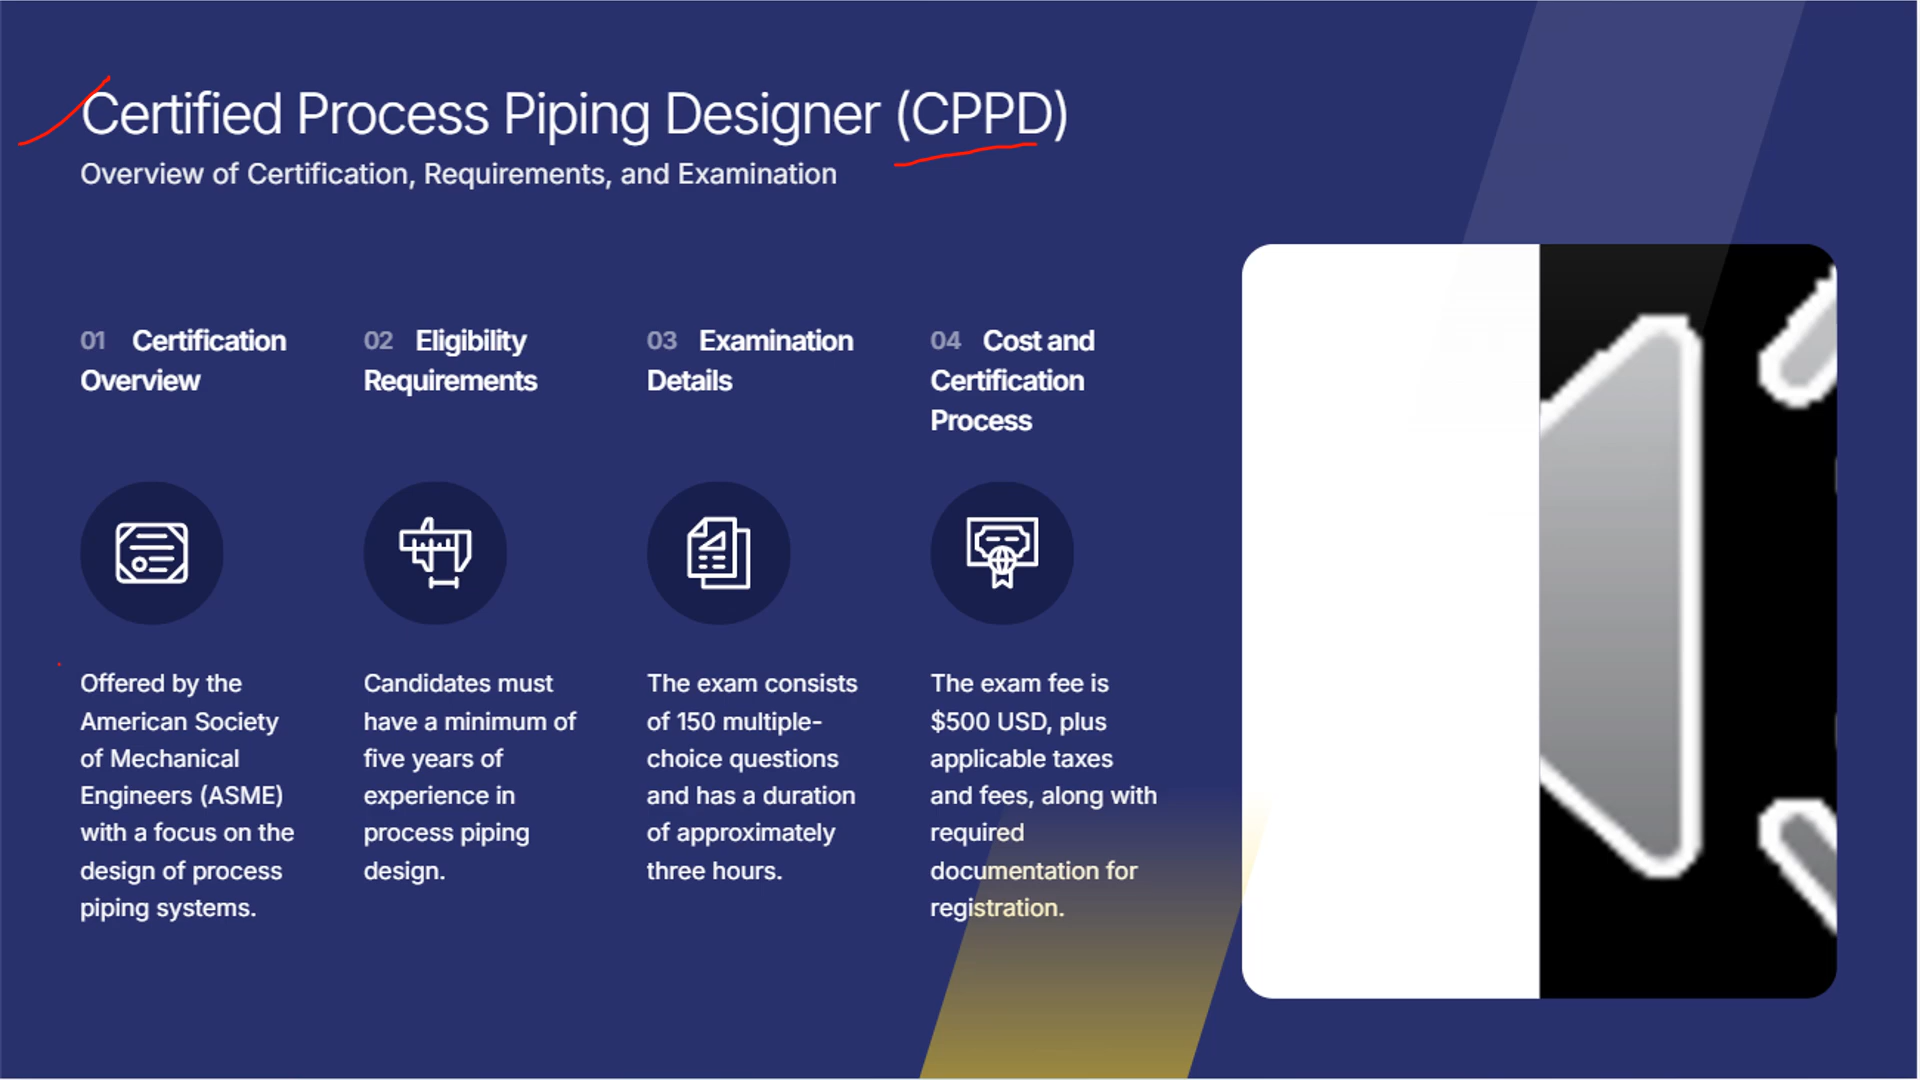 Certified Process Piping Designer (CPPD)
Overview of Certification, Requirements, and Examination
01 Certification
Overview
02 Eligibility
Requirements
03 Examination
Details
04 Cost and
Certification
Process
Offered by the
American Society
of Mechanical
Engineers (ASME)
with a focus on the
design of process
piping systems.
Candidates must
have a minimum of
five years of
experience in
process piping
design.
The exam consists
of 150 multiple-
choice questions
and has a duration
of approximately
three hours.
The exam fee is
$500 USD, plus
applicable taxes
and fees, along with
required
documentation for
registration.